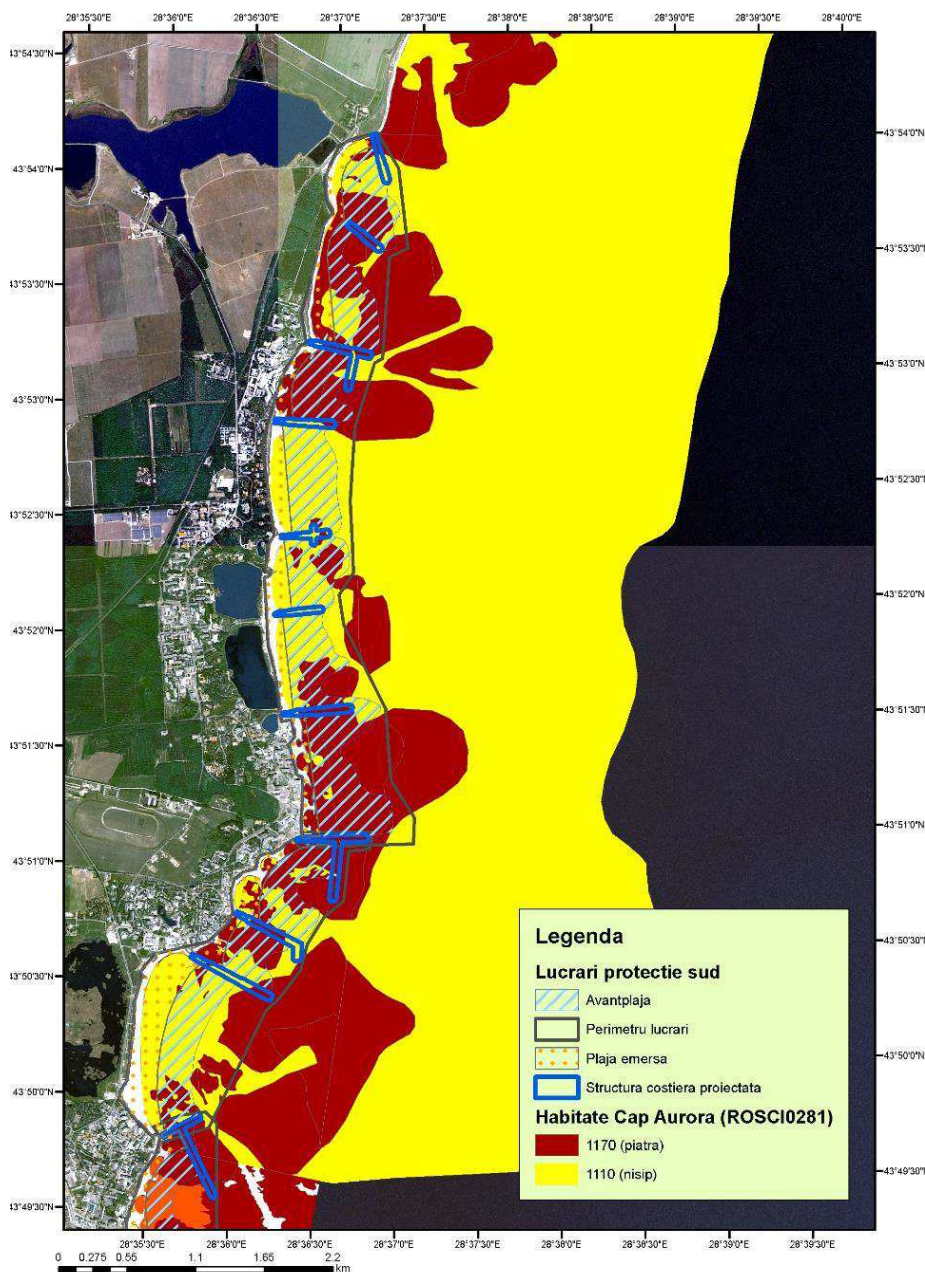 28°35'0"E 28°35'30"E 28°36'0"E 28°36'30"E 28°37'0"E 28°37'30"E 28°38'0"E 28°38'30"E 28°39'0"E 28°39'30"E 28°40'0"E
43°54'30"N
43°54'0"N
43°54'0"N
43°53'30"N
43°53'30"N
43°53'0"N
43°53'0"N
43°52'30"N
43°52'30"N
43°52'0"N
43°52'0"N
43°51'30"N
43°51'30"N
43°51'0"N
43°51'0"N
43°50'30"N
43°50'30"N
43°50'0"N
43°50'0"N
43°49'30"N
43°49'30"N
Legenda
Lucrari protectie sud
Avantplaja
Perimetru lucrari
Plaja emersa
Structura costiera proiectata
Habitate Cap Aurora (ROSCI0281)
1170 (piatra)
1110 (nisip)
28°35'30"E 28°36'0"E 28°36'30"E 28°37'0"E 28°37'30"E 28°38'0"E 28°38'30"E 28°39'0"E 28°39'30"E
0 0.275 0.55 1.1 1.65 2.2
km